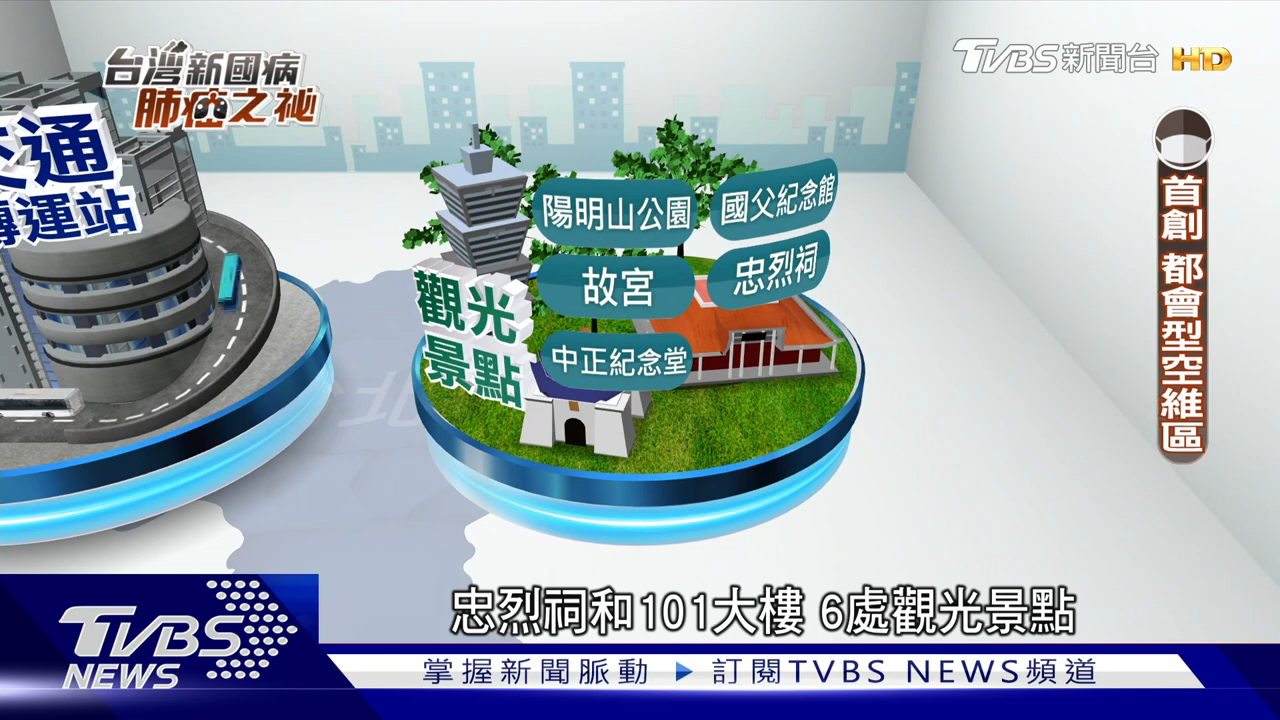 台灣新國病
肺癌之祕
TVBS新聞台 HD
交通
轉運站
觀光
景點
陽明山公園
國父紀念館
故宮
忠烈祠
中正紀念堂
台北
首創 都會型空維區
忠烈祠和101大樓 6處觀光景點
TVBS
NEWS
掌握新聞脈動 ▶ 訂閱TVBS NEWS頻道